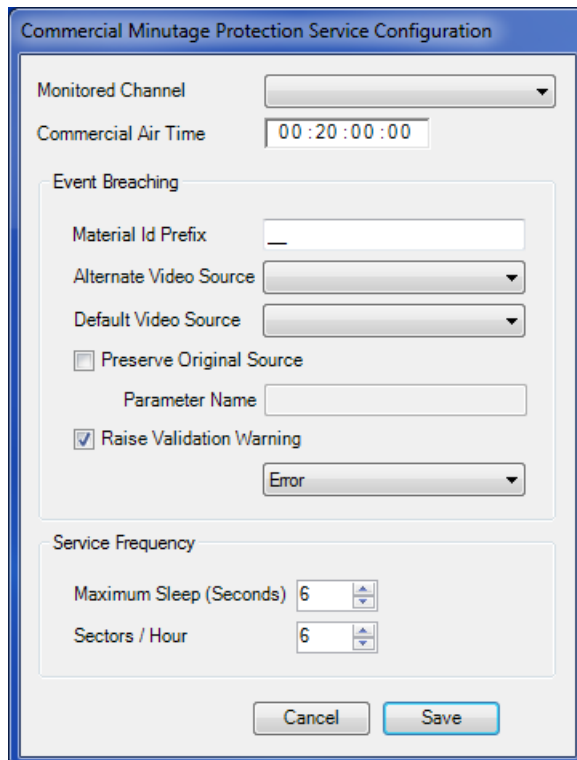 Commercial Minutage Protection Service Configuration
Monitored Channel
Commercial Air Time 00:20:00:00
Event Breaching
Material Id Prefix __
Alternate Video Source
Default Video Source
Preserve Original Source
Parameter Name
Raise Validation Warning
Error
Service Frequency
Maximum Sleep (Seconds) 6
Sectors / Hour 6
Cancel Save